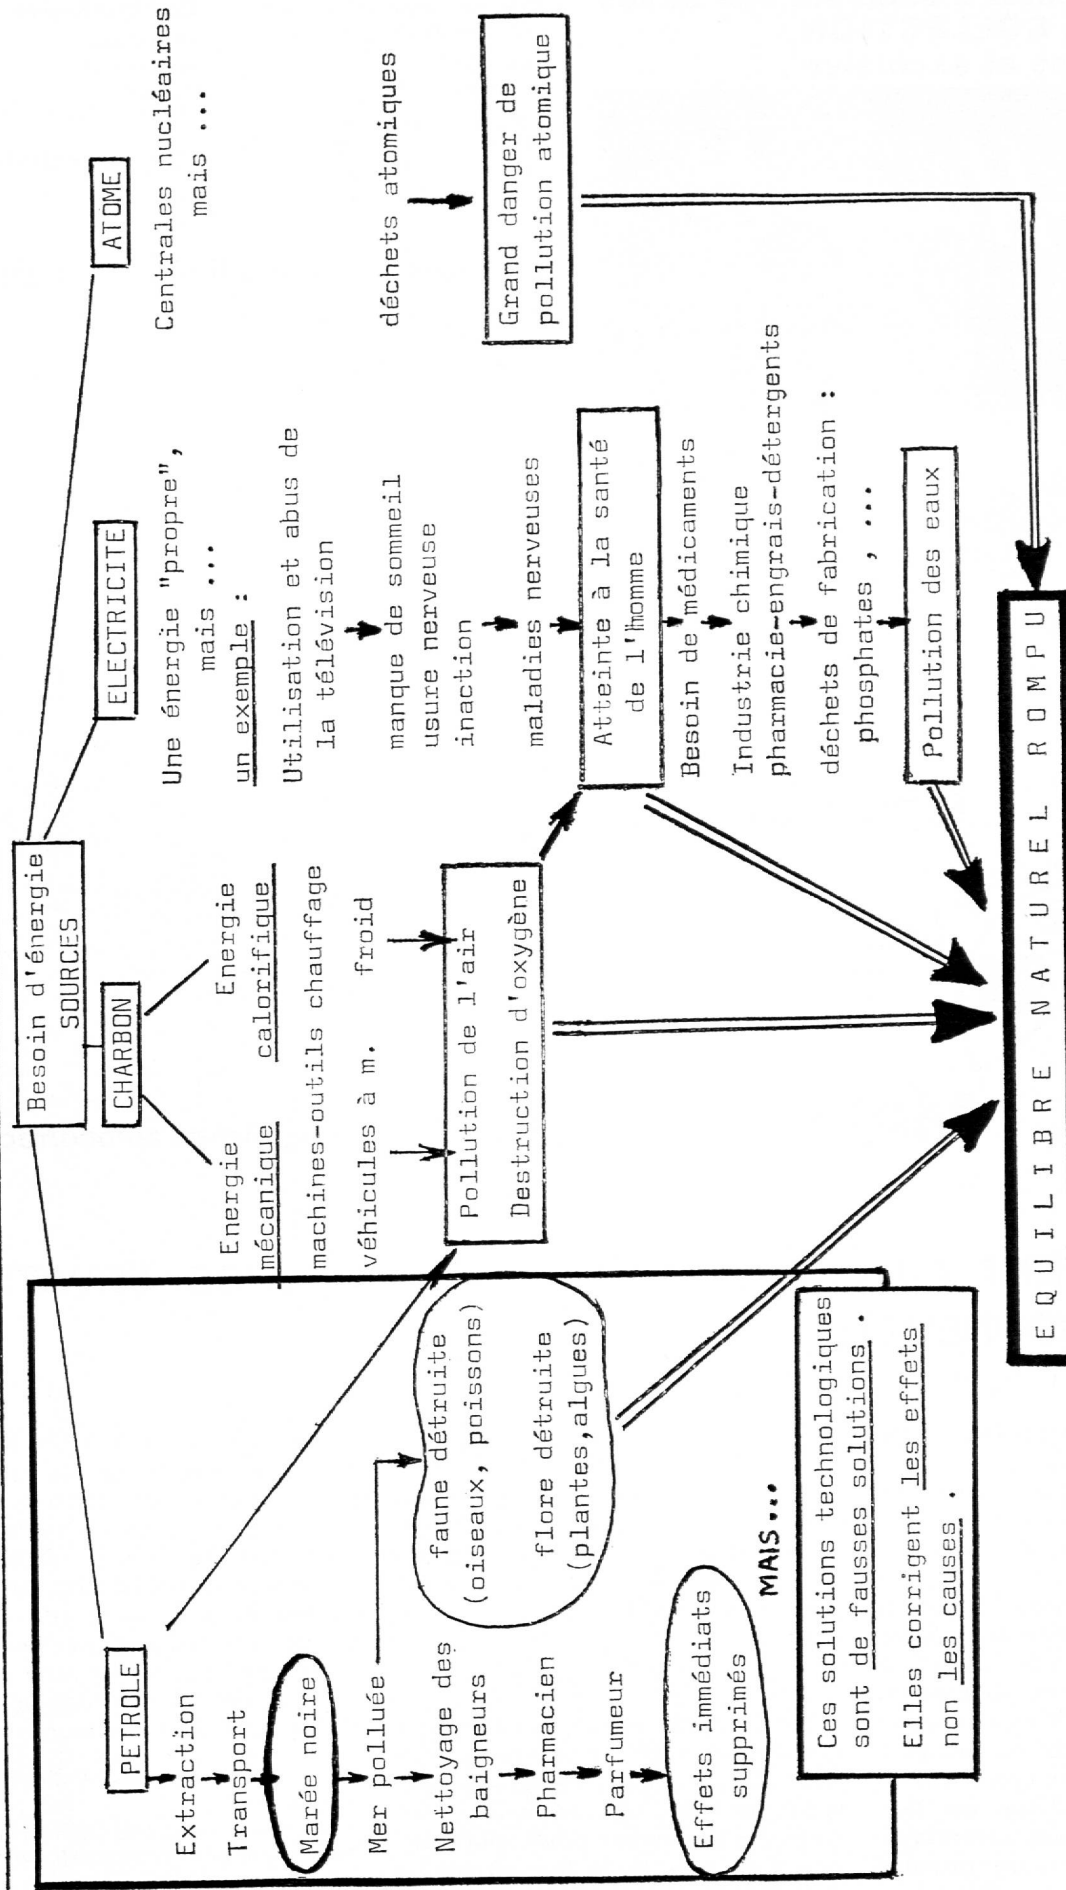 Besoin d'énergie
SOURCES
PETROLE
Extraction
Transport
Marée noire
Mer polluée
Nettoyage des
baigneurs
Pharmacien
Parfumeur
Effets immédiats
supprimés
faune détruite
(oiseaux, poissons)
flore détruite
(plantes,algues)
MAIS...
Ces solutions technologiques
sont de fausses solutions.
Elles corrigent les effets
non les causes.
CHARBON
Energie
mécanique
machines-outils
véhicules à m.
Energie
calorifique
chauffage
froid
Pollution de l'air
Destruction d'oxygène
ELECTRICITE
Une énergie "propre",
mais ...
un exemple :
Utilisation et abus de
la télévision
manque de sommeil
usure nerveuse
inaction
maladies nerveuses
Atteinte à la santé
de l'homme
Besoin de médicaments
Industrie chimique
pharmacie-engrais-détergents
déchets de fabrication :
phosphates , ...
Pollution des eaux
ATOME
Centrales nucléaires
mais ...
déchets atomiques
Grand danger de
pollution atomique
EQUILIBRE NATUREL ROMPU